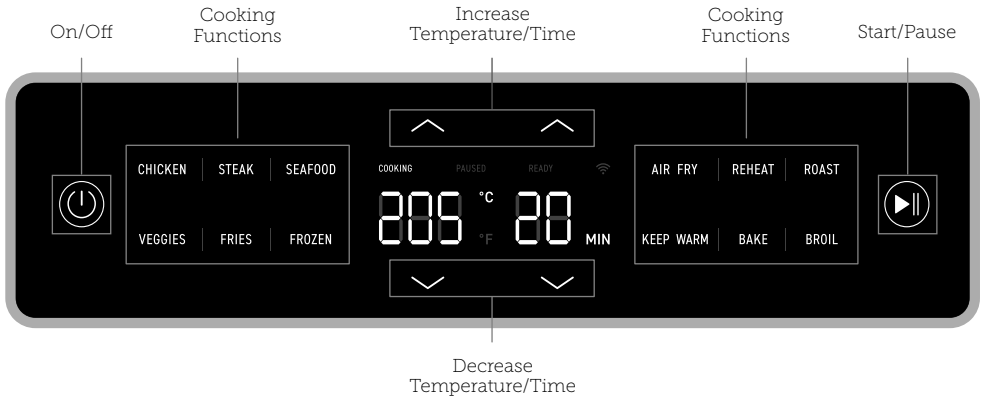 On/Off
Cooking
Functions
Increase
Temperature/Time
Cooking
Functions
Start/Pause
CHICKEN STEAK SEAFOOD
VEGGIES FRIES FROZEN
COOKING PAUSED READY
205 °C 20
°F MIN
AIR FRY REHEAT ROAST
KEEP WARM BAKE BROIL
Decrease
Temperature/Time